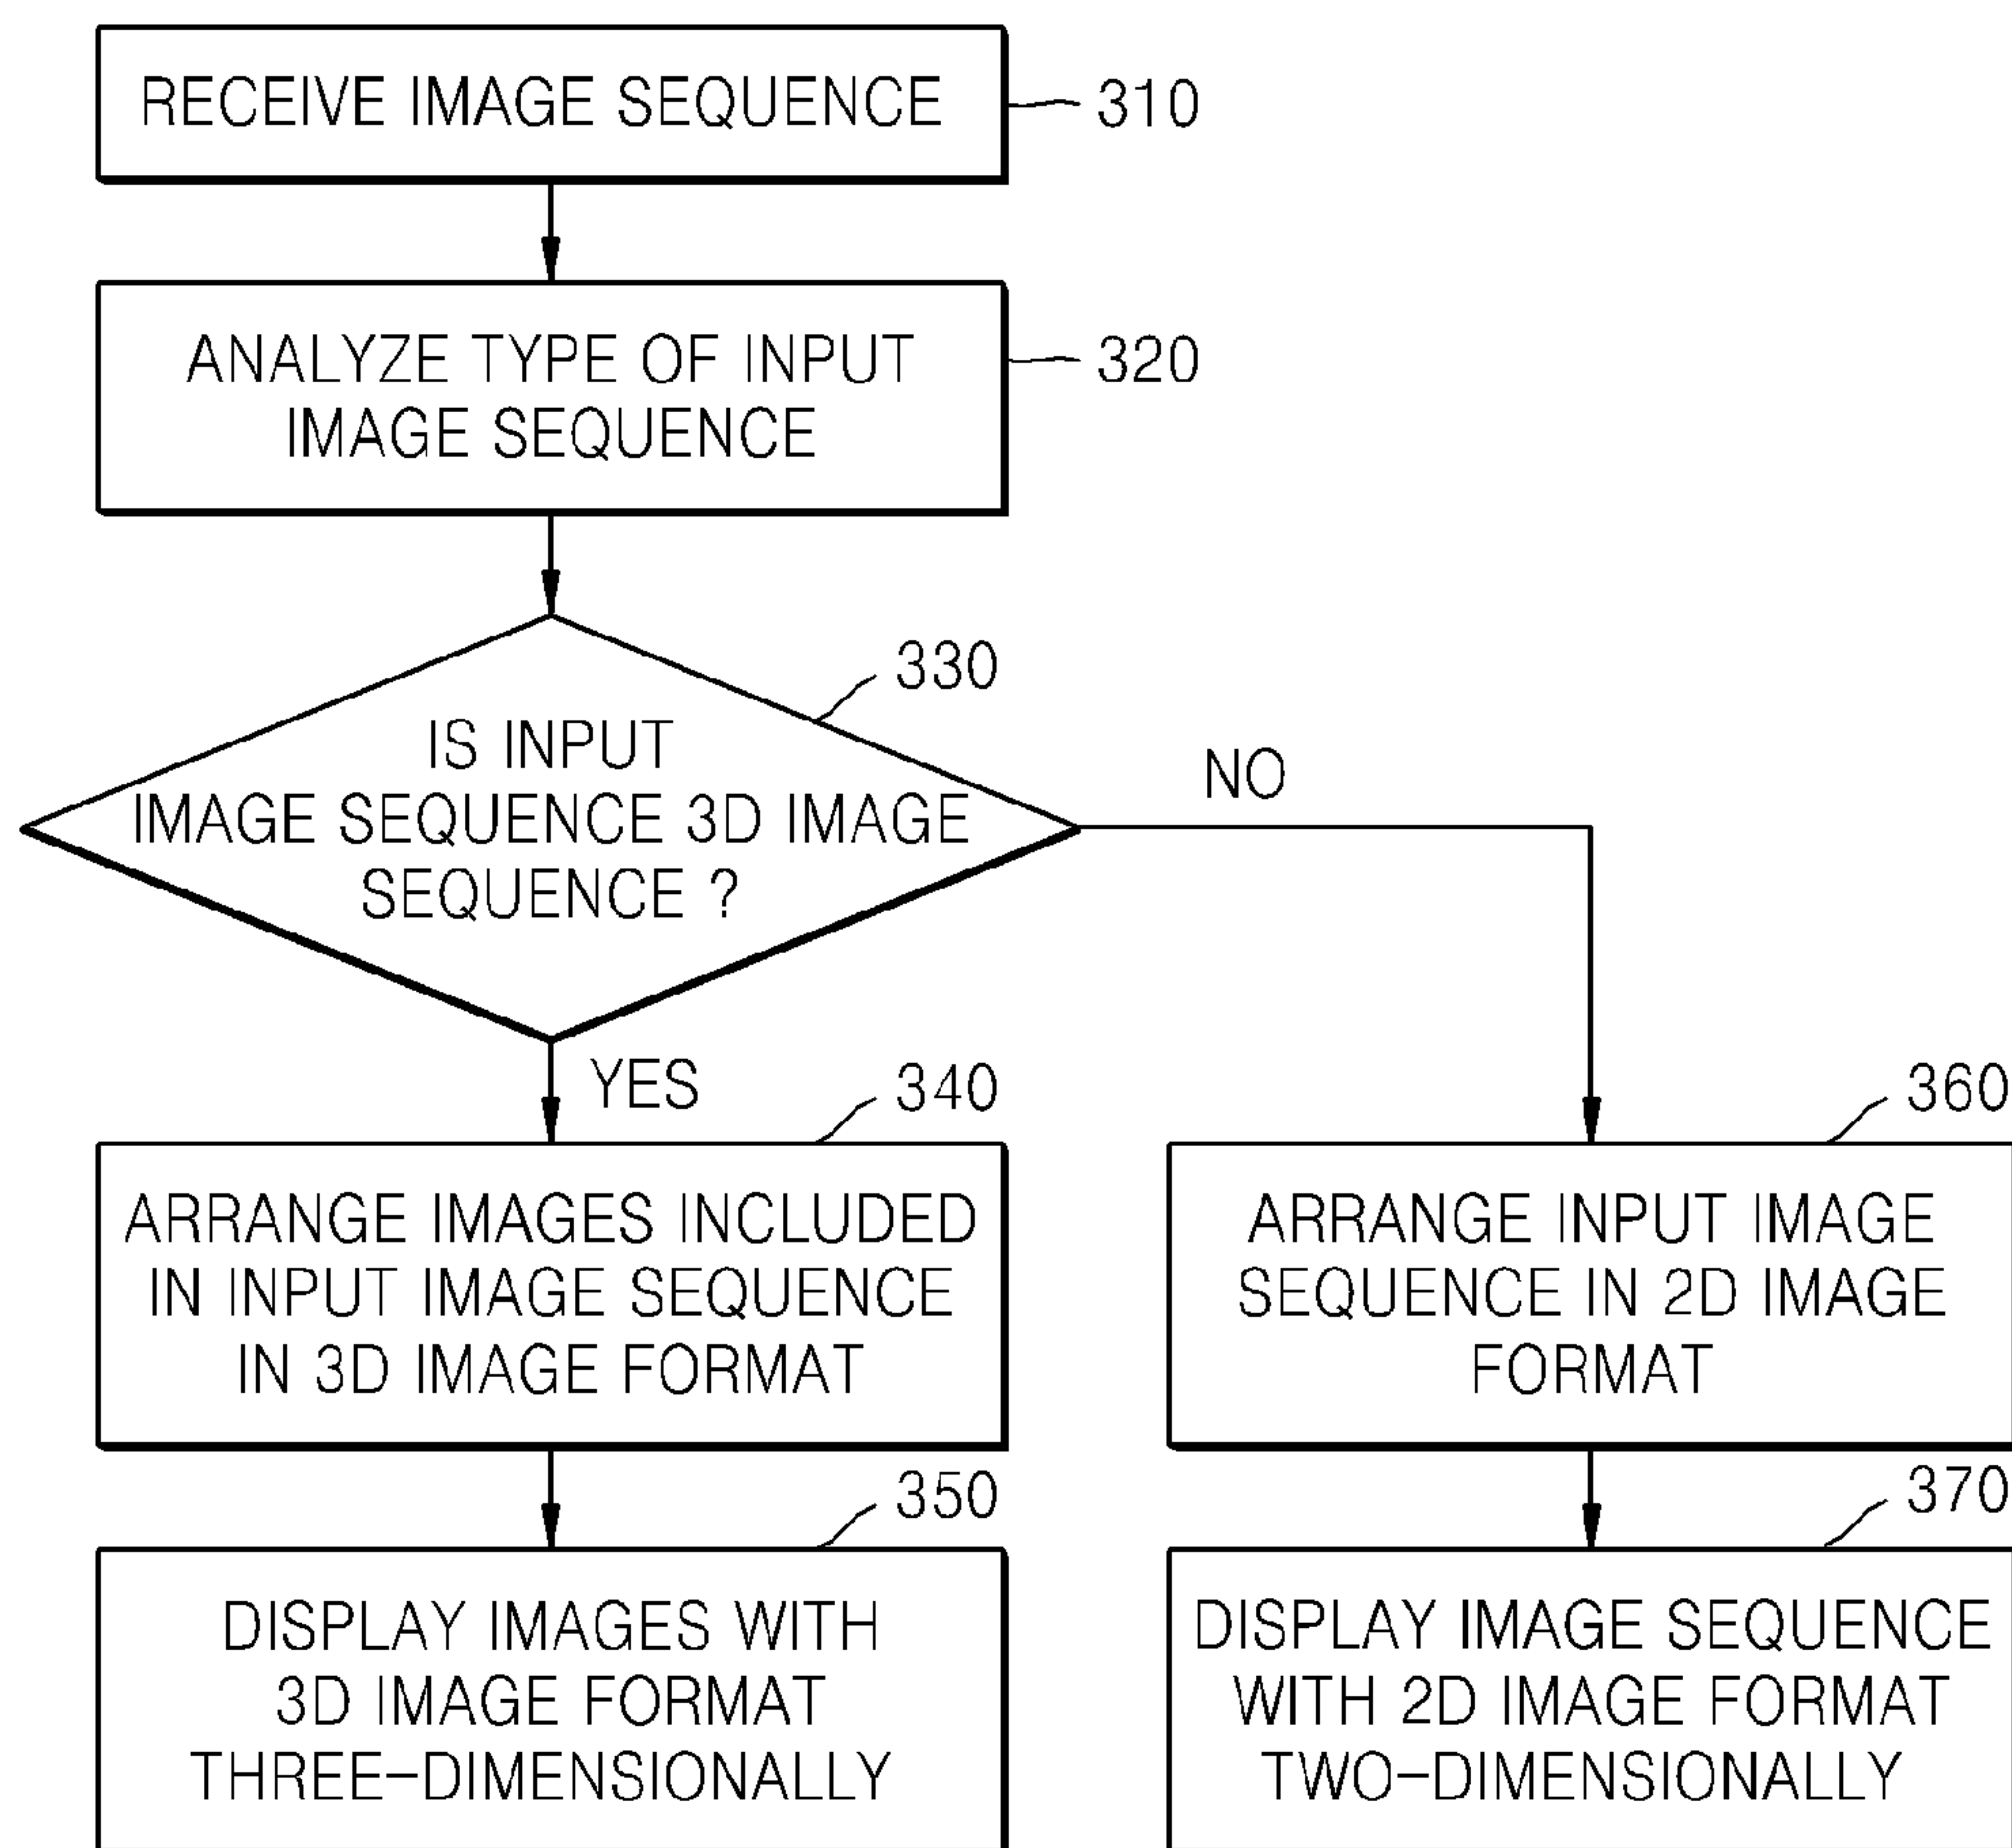 RECEIVE IMAGE SEQUENCE
310
ANALYZE TYPE OF INPUT
IMAGE SEQUENCE
320
330
IS INPUT
IMAGE SEQUENCE 3D IMAGE
SEQUENCE ?
NO
YES
340
ARRANGE IMAGES INCLUDED
IN INPUT IMAGE SEQUENCE
IN 3D IMAGE FORMAT
360
ARRANGE INPUT IMAGE
SEQUENCE IN 2D IMAGE
FORMAT
350
DISPLAY IMAGES WITH
3D IMAGE FORMAT
THREE-DIMENSIONALLY
370
DISPLAY IMAGE SEQUENCE
WITH 2D IMAGE FORMAT
TWO-DIMENSIONALLY